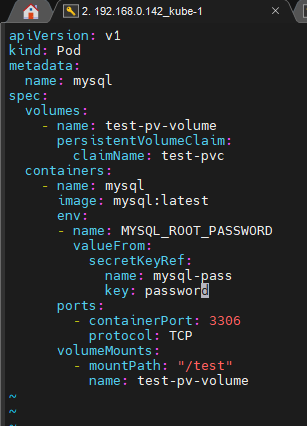 2. 192.168.0.142_kube-1
apiVersion: v1
kind: Pod
metadata:
  name: mysql
spec:
  volumes:
    - name: test-pv-volume
      persistentVolumeClaim:
        claimName: test-pvc
  containers:
    - name: mysql
      image: mysql:latest
      env:
      - name: MYSQL_ROOT_PASSWORD
        valueFrom:
          secretKeyRef:
            name: mysql-pass
            key: password
      ports:
        - containerPort: 3306
          protocol: TCP
      volumeMounts:
        - mountPath: "/test"
          name: test-pv-volume
~
~
~